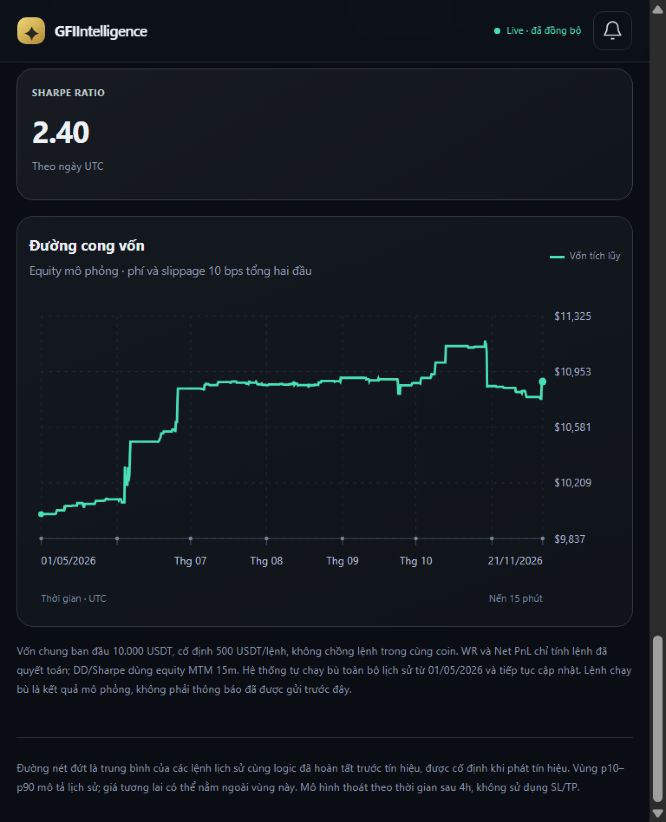 GFIIntelligence
Live · đã đồng bộ
SHARPE RATIO
2.40
Theo ngày UTC
Đường cong vốn
Equity mô phỏng · phí và slippage 10 bps tổng hai đầu
Vốn tích lũy
$11,325
$10,953
$10,581
$10,209
$9,837
01/05/2026
Thg 07
Thg 08
Thg 09
Thg 10
21/11/2026
Thời gian · UTC
Nến 15 phút
Vốn chung ban đầu 10.000 USDT, cố định 500 USDT/lệnh, không chồng lệnh trong cùng coin. WR và Net PnL chỉ tính lệnh đã
quyết toán; DD/Sharpe dùng equity MTM 15m. Hệ thống tự chạy bù toàn bộ lịch sử từ 01/05/2026 và tiếp tục cập nhật. Lệnh chạy
bù là kết quả mô phỏng, không phải thông báo đã được gửi trước đây.
Đường nét đứt là trung bình của các lệnh lịch sử cùng logic đã hoàn tất trước tín hiệu, được cố định khi phát tín hiệu. Vùng p10–
p90 mô tả lịch sử; giá tương lai có thể nằm ngoài vùng này. Mô hình thoát theo thời gian sau 4h, không sử dụng SL/TP.